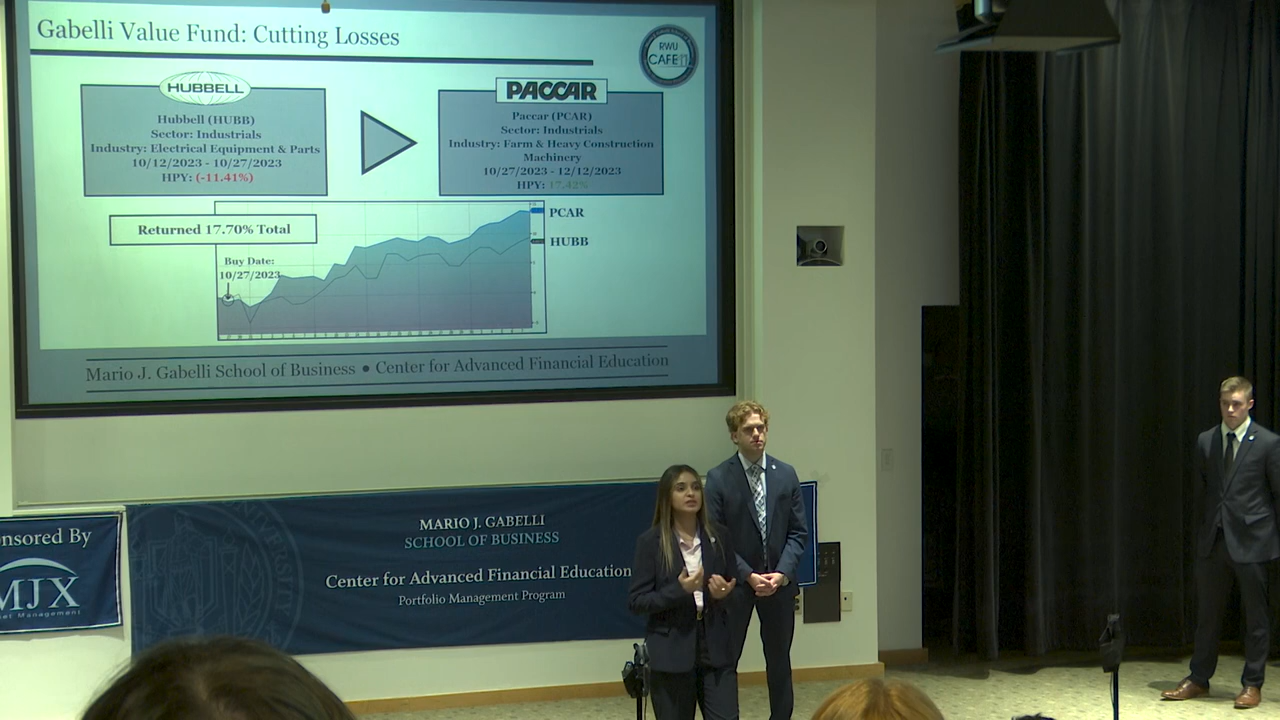 Gabelli Value Fund: Cutting Losses
RWU
CAFE
HUBBELL
Hubbell (HUBB)
Sector: Industrials
Industry: Electrical Equipment & Parts
10/12/2023 - 10/27/2023
HPY: (-11.41%)
PACCAR
Paccar (PCAR)
Sector: Industrials
Industry: Farm & Heavy Construction
Machinery
10/27/2023 - 12/12/2023
HPY: 17.42%
Returned 17.70% Total
Buy Date:
10/27/2023
PCAR
HUBB
Mario J. Gabelli School of Business • Center for Advanced Financial Education
nsored By
MJX
MARIO J. GABELLI
SCHOOL OF BUSINESS
Center for Advanced Financial Education
Portfolio Management Program